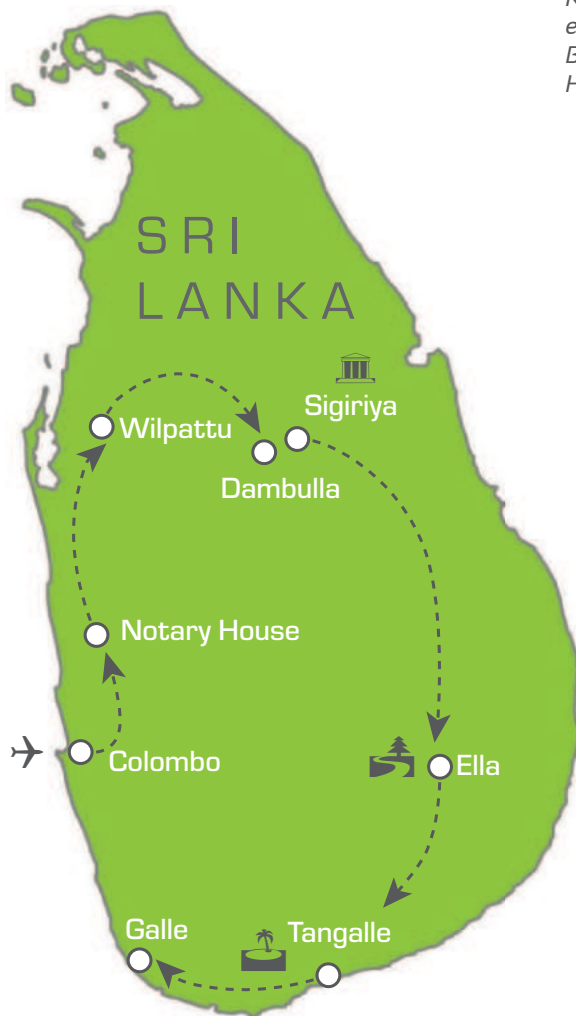 SRI
LANKA
Sigiriya
Wilpattu
Dambulla
Notary House
Colombo
Ella
Galle
Tangalle